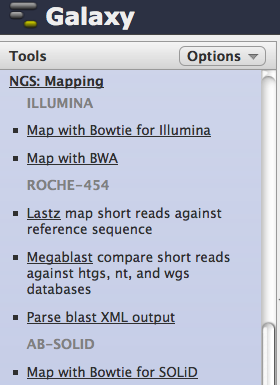 Galaxy
Tools
Options
NGS: Mapping
ILLUMINA
Map with Bowtie for Illumina
Map with BWA
ROCHE-454
Lastz map short reads against
reference sequence
Megablast compare short reads
against htgs, nt, and wgs
databases
Parse blast XML output
AB-SOLID
Map with Bowtie for SOLiD